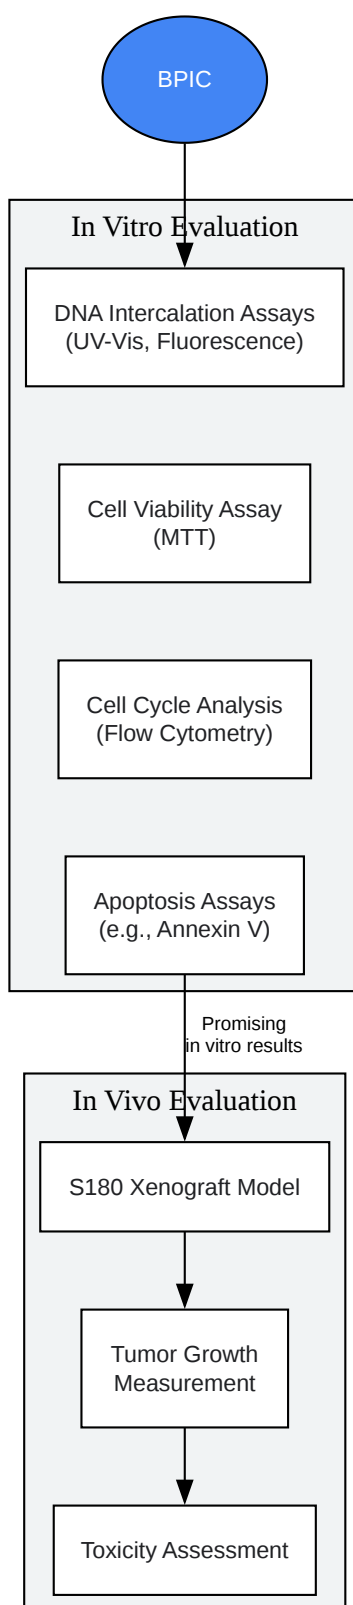 BPIC
In Vitro Evaluation
DNA Intercalation Assays
(UV-Vis, Fluorescence)
Cell Viability Assay
(MTT)
Cell Cycle Analysis
(Flow Cytometry)
Apoptosis Assays
(e.g., Annexin V)
Promising
in vitro results
In Vivo Evaluation
S180 Xenograft Model
Tumor Growth
Measurement
Toxicity Assessment